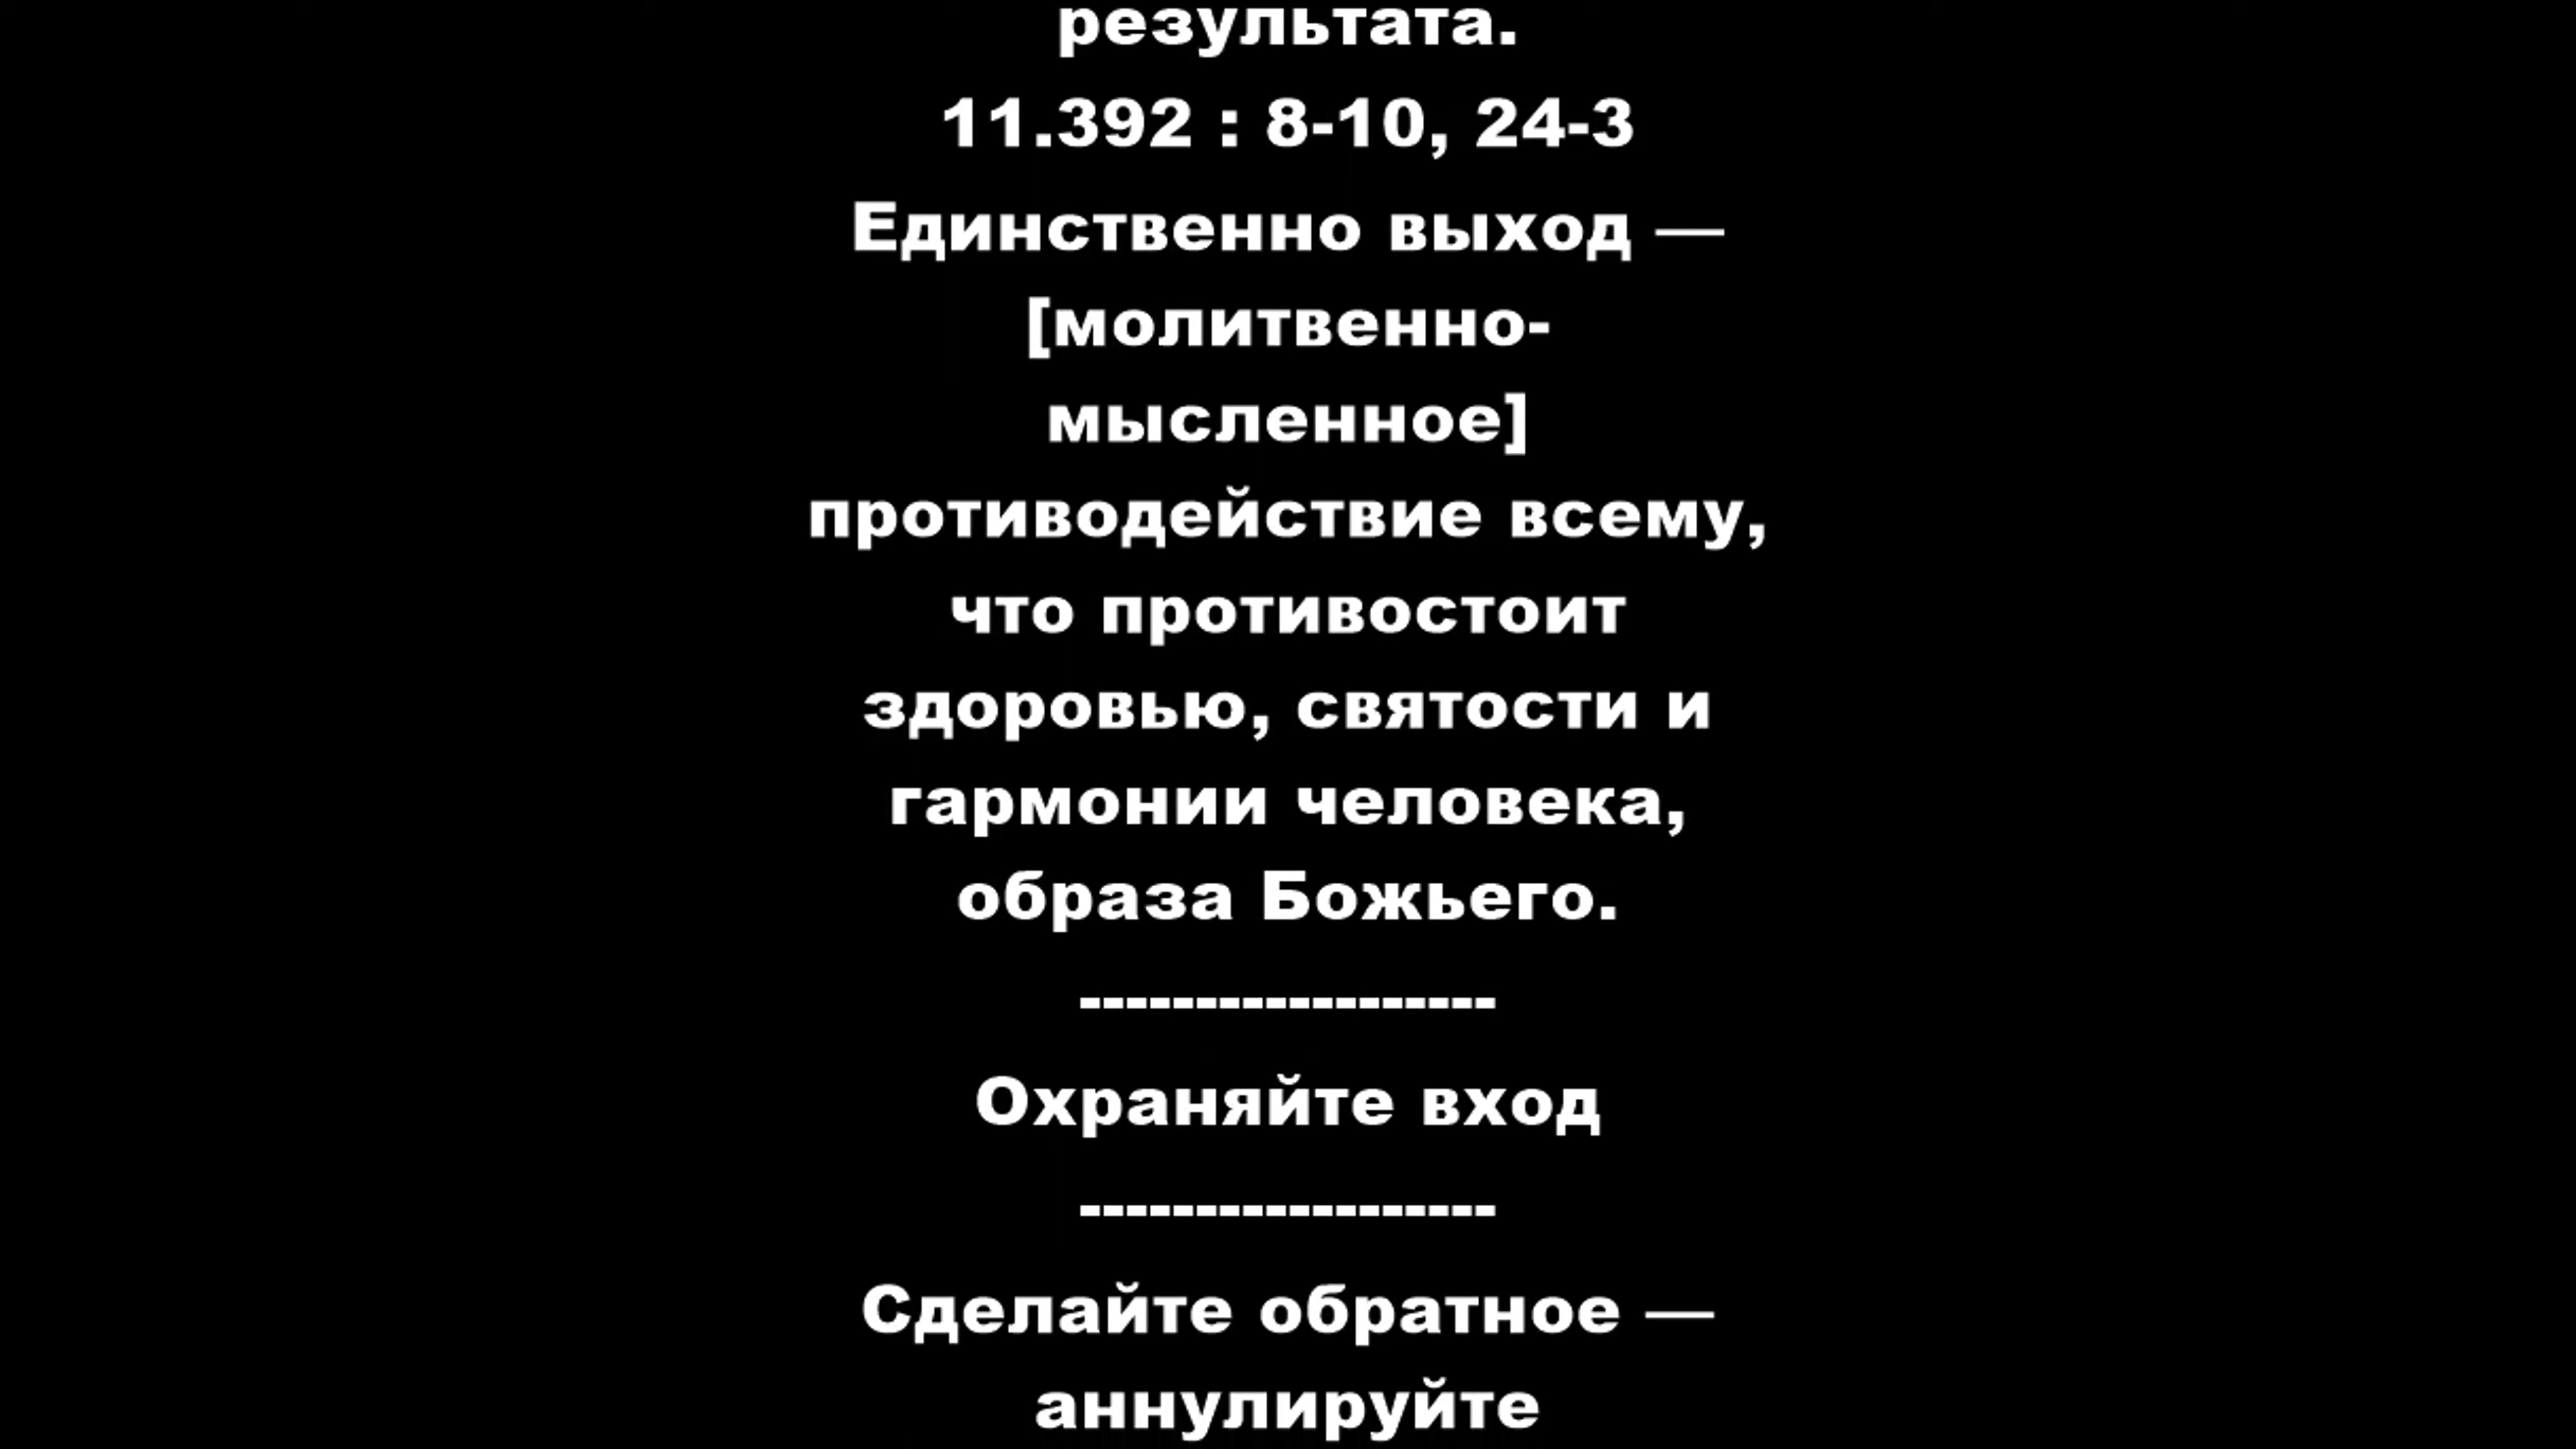 результата.
11.392 : 8-10, 24-3
Единственно выход —
[молитвенно-
мысленное]
противодействие всему,
что противостоит
здоровью, святости и
гармонии человека,
образа Божьего.
------------------
Охраняйте вход
------------------
Сделайте обратное —
аннулируйте